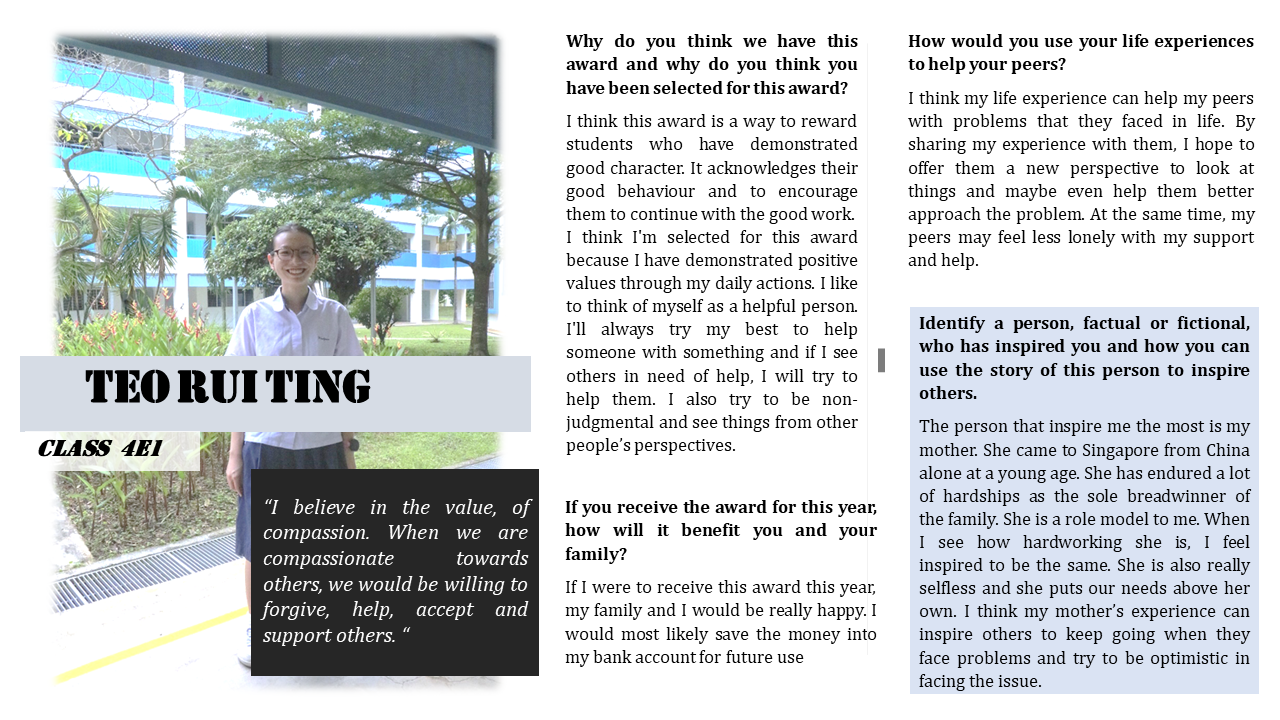 TEO RUI TING
CLASS 4E1
“I believe in the value, of
compassion. When we are
compassionate towards
others, we would be willing to
forgive, help, accept and
support others. “
Why do you think we have this
award and why do you think you
have been selected for this award?
I think this award is a way to reward
students who have demonstrated
good character. It acknowledges their
good behaviour and to encourage
them to continue with the good work.
I think I'm selected for this award
because I have demonstrated positive
values through my daily actions. I like
to think of myself as a helpful person.
I'll always try my best to help
someone with something and if I see
others in need of help, I will try to
help them. I also try to be non-
judgmental and see things from other
people’s perspectives.
If you receive the award for this year,
how will it benefit you and your
family?
If I were to receive this award this year,
my family and I would be really happy. I
would most likely save the money into
my bank account for future use
How would you use your life experiences
to help your peers?
I think my life experience can help my peers
with problems that they faced in life. By
sharing my experience with them, I hope to
offer them a new perspective to look at
things and maybe even help them better
approach the problem. At the same time, my
peers may feel less lonely with my support
and help.
Identify a person, factual or fictional,
who has inspired you and how you can
use the story of this person to inspire
others.
The person that inspire me the most is my
mother. She came to Singapore from China
alone at a young age. She has endured a lot
of hardships as the sole breadwinner of
the family. She is a role model to me. When
I see how hardworking she is, I feel
inspired to be the same. She is also really
selfless and she puts our needs above her
own. I think my mother’s experience can
inspire others to keep going when they
face problems and try to be optimistic in
facing the issue.